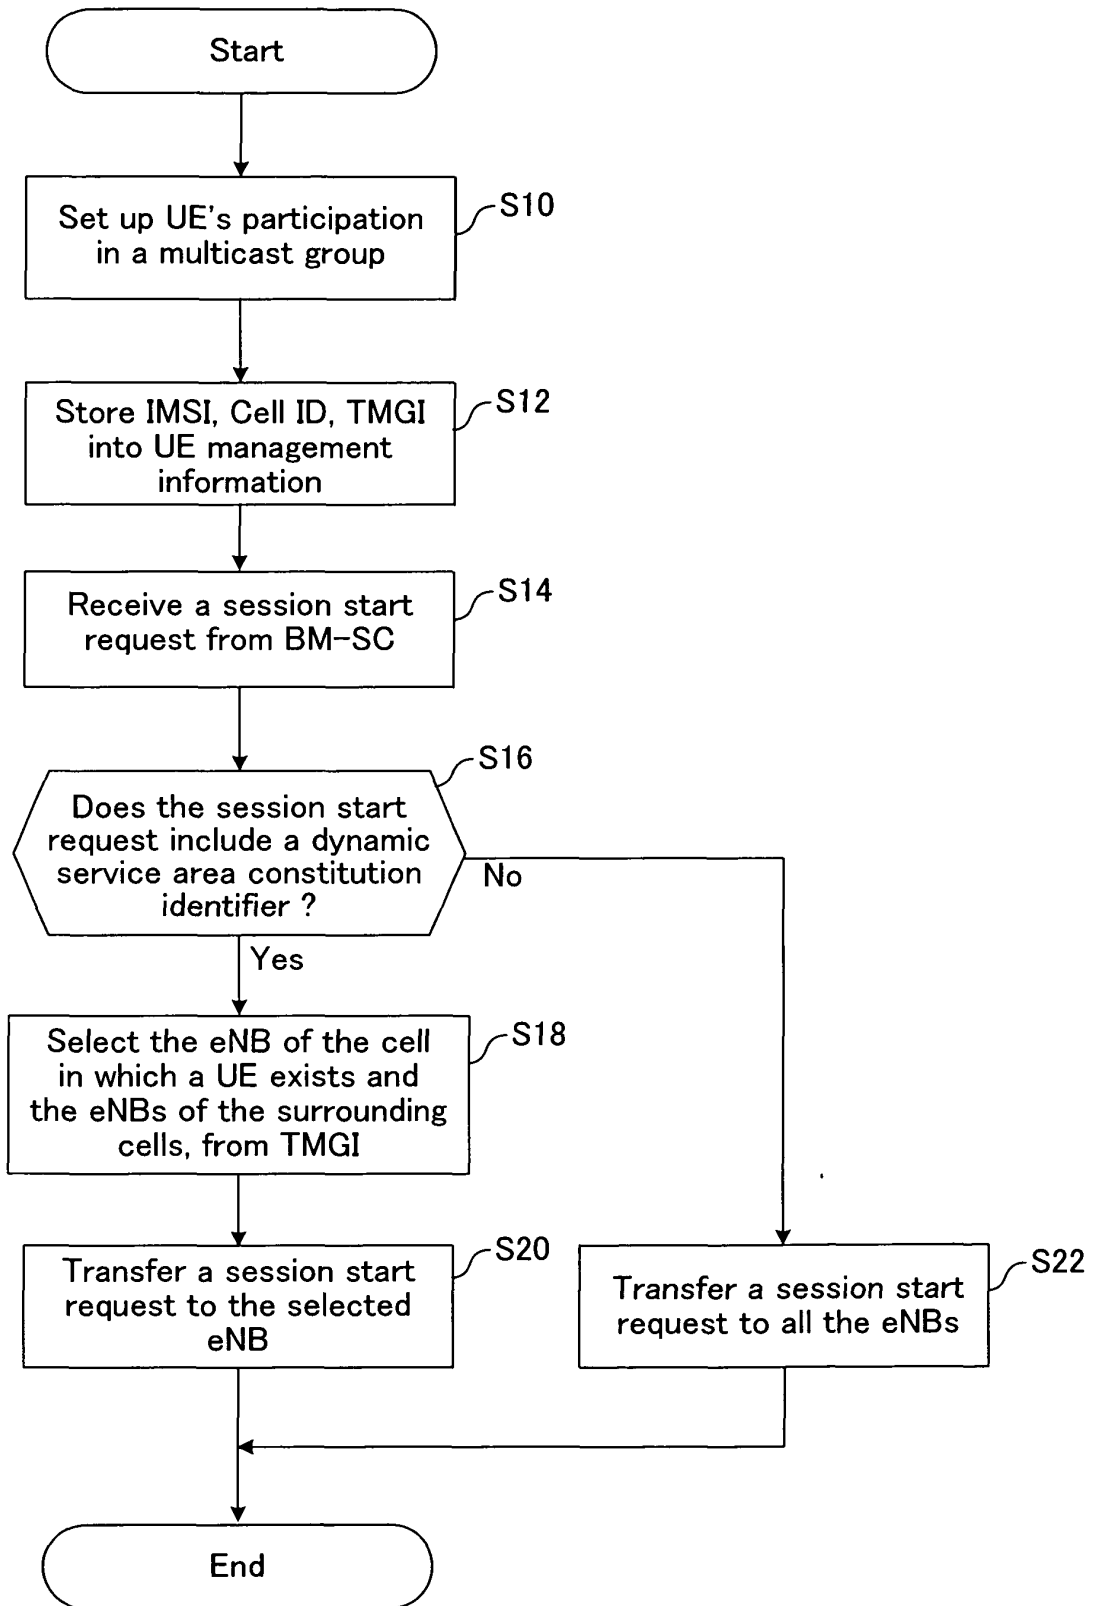 Start
S10
Set up UE's participation
in a multicast group
S12
Store IMSI, Cell ID, TMGI
into UE management
information
S14
Receive a session start
request from BM-SC
S16
Does the session start
request include a dynamic
service area constitution
identifier ?
No
Yes
S18
Select the eNB of the cell
in which a UE exists and
the eNBs of the surrounding
cells, from TMGI
S20
Transfer a session start
request to the selected
eNB
S22
Transfer a session start
request to all the eNBs
End